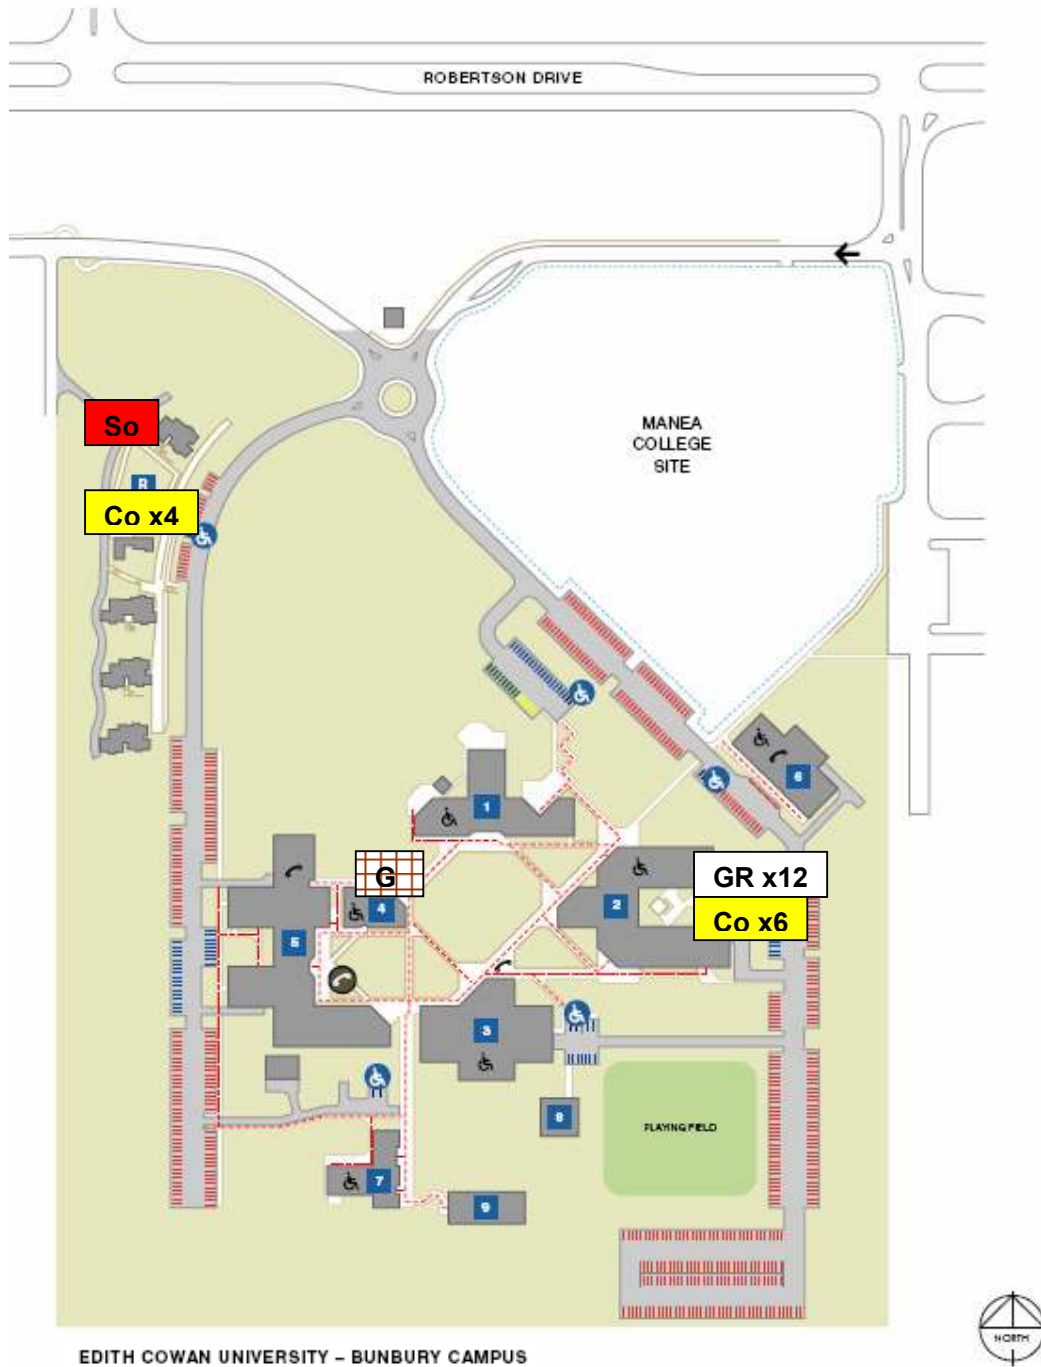 ROBERTSON DRIVE
MANEA
COLLEGE
SITE
So
R
Co x4
6
1
G
4
2
GR x12
Co x6
5
3
8
PLAYING FIELD
7
9
NORTH
EDITH COWAN UNIVERSITY – BUNBURY CAMPUS